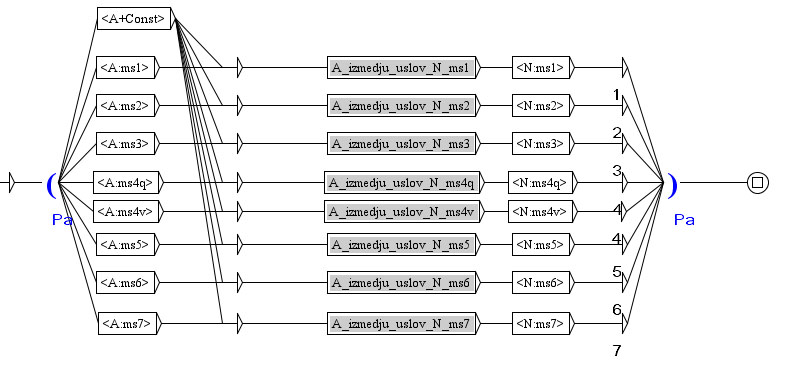 <A+Const>
<A:ms1> A_izmedju_uslov_N_ms1 <N:ms1>
1
<A:ms2> A_izmedju_uslov_N_ms2 <N:ms2>
2
<A:ms3> A_izmedju_uslov_N_ms3 <N:ms3>
3
( <A:ms4q> A_izmedju_uslov_N_ms4q <N:ms4q> )
4
<A:ms4v> A_izmedju_uslov_N_ms4v <N:ms4v>
Pa Pa
4
<A:ms5> A_izmedju_uslov_N_ms5 <N:ms5>
5
<A:ms6> A_izmedju_uslov_N_ms6 <N:ms6>
6
<A:ms7> A_izmedju_uslov_N_ms7 <N:ms7>
7